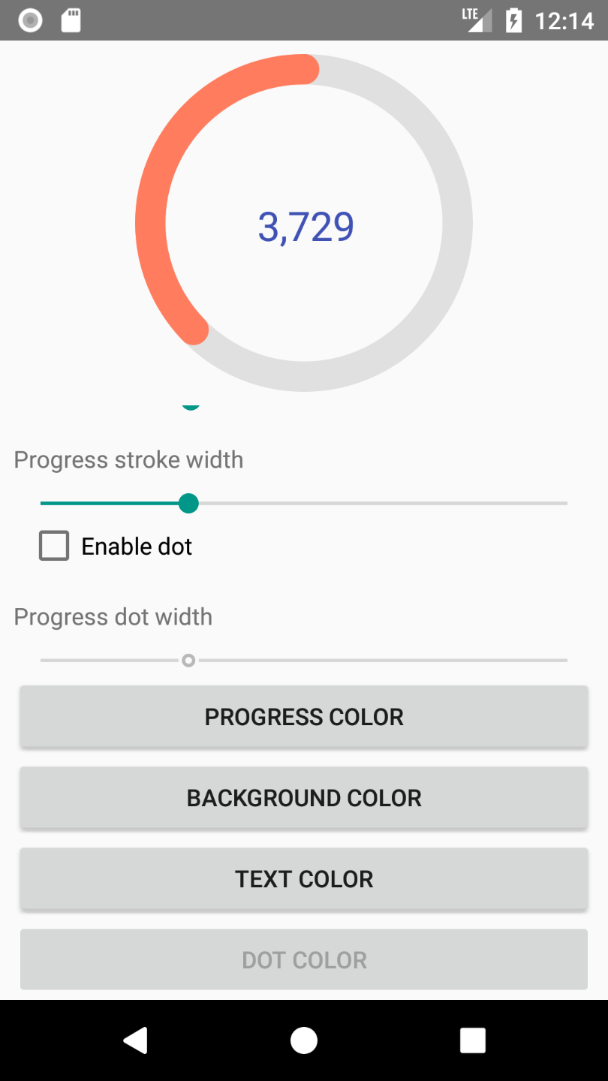 LTE 12:14
3,729
Progress stroke width
Enable dot
Progress dot width
PROGRESS COLOR
BACKGROUND COLOR
TEXT COLOR
DOT COLOR